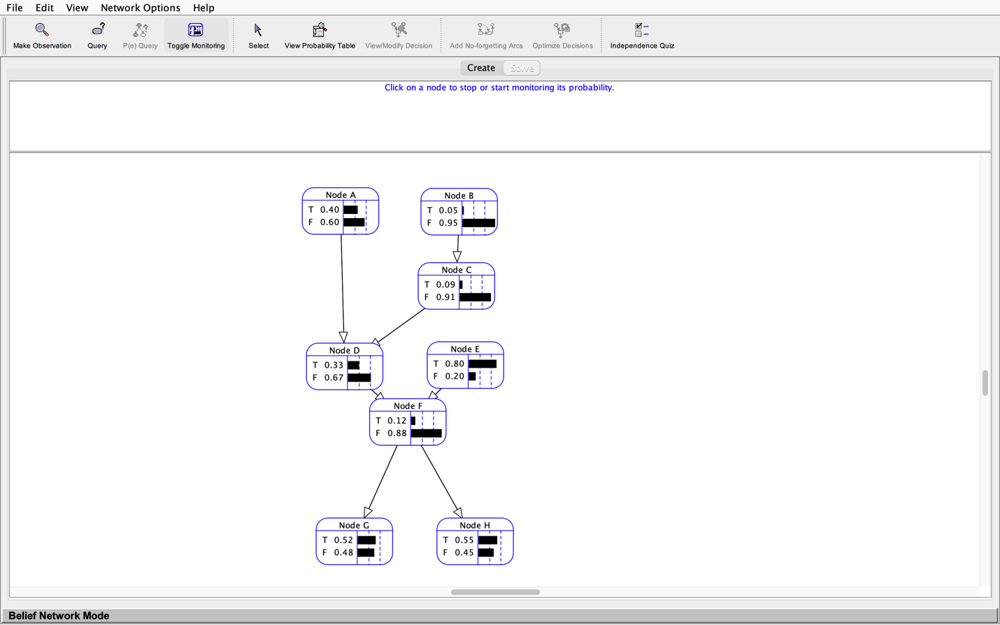 File Edit View Network Options Help
Make Observation Query P(e) Query Toggle Monitoring Select View Probability Table View/Modify Decision Add No-forgetting Arcs Optimize Decisions Independence Quiz
Create Solve
Click on a node to stop or start monitoring its probability.
Node A
T 0.40
F 0.60
Node B
T 0.05
F 0.95
Node C
T 0.09
F 0.91
Node D
T 0.33
F 0.67
Node E
T 0.80
F 0.20
Node F
T 0.12
F 0.88
Node G
T 0.52
F 0.48
Node H
T 0.55
F 0.45
Belief Network Mode